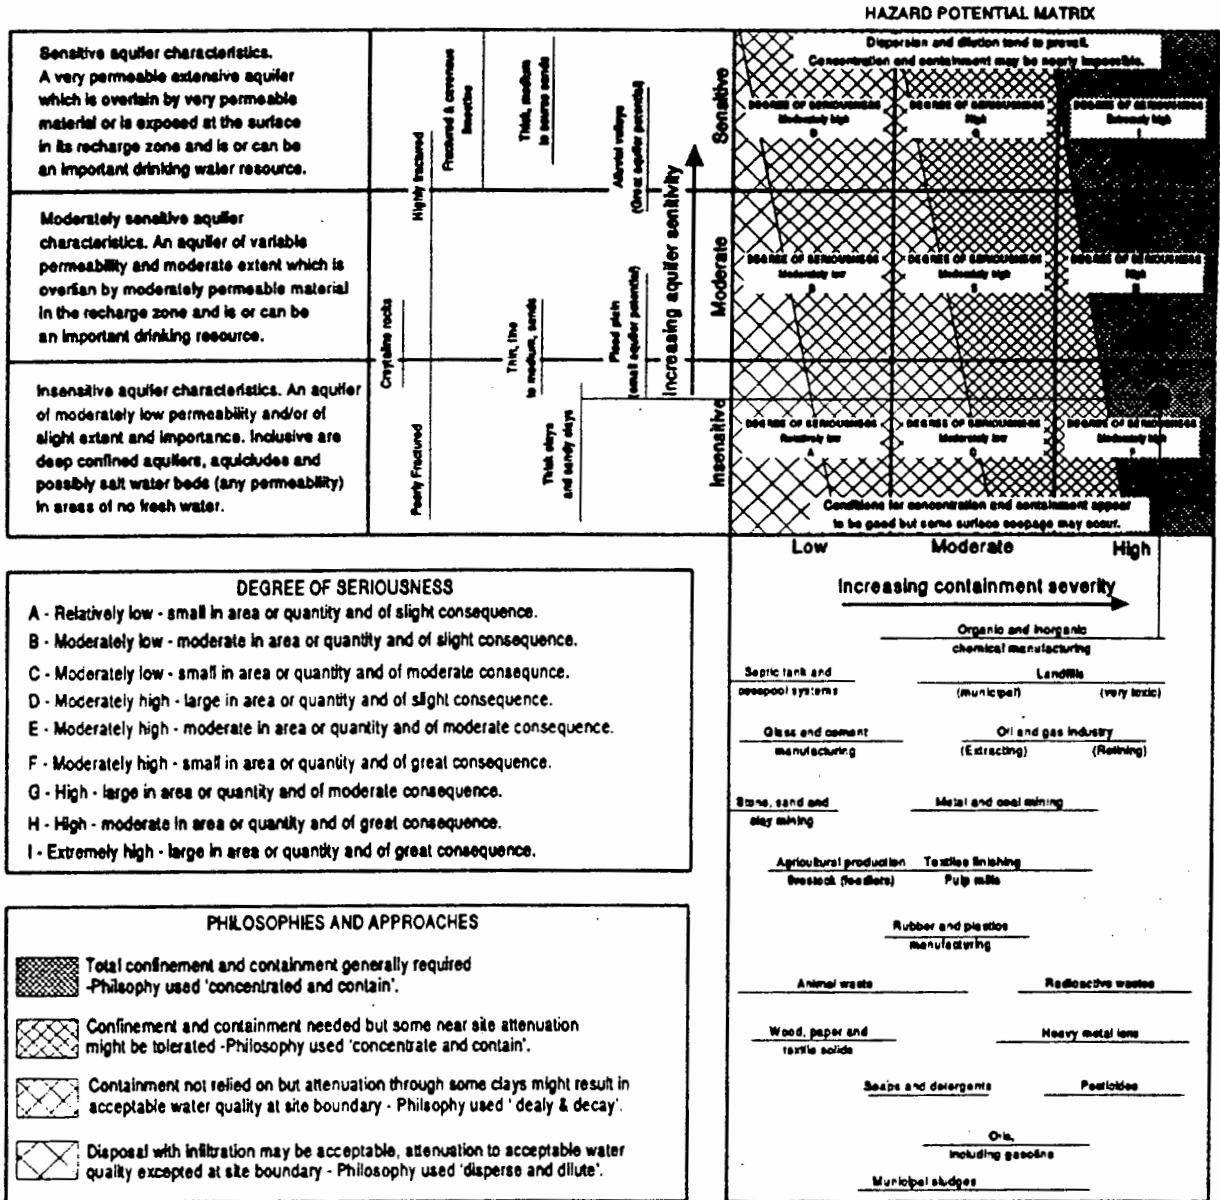 HAZARD POTENTIAL MATRIX
Sensitive aquifer characteristics.
A very permeable extensive aquifer
which is overlain by very permeable
material or is exposed at the surface
in its recharge zone and is or can be
an important drinking water resource.
Moderately sensitive aquifer
characteristics. An aquifer of variable
permeability and moderate extent which is
overlian by moderately permeable material
in the recharge zone and is or can be
an important drinking resource.
Insensitive aquifer characteristics. An aquifer
of moderately low permeability and/or of
slight extent and importance. Inclusive are
deep confined aquifers, aquicludes and
possibly salt water beds (any permeability)
in areas of no fresh water.
Crystaline rocks
Highly fractured
Poorly Fractured
Fractured & cavernous
limestone
Thick, medium
to course sands
Thin, fine
to medium, sands
Thick clays
and sandy clays
Alluvial valleys
(Great aquifer potential)
Flood plain
(small aquifer potential)
Increasing aquifer sensitivity
Sensitive
Moderate
Insensitive
Dispersion and dilution tend to prevail.
Concentration and containment may be nearly impossible.
DEGREE OF SERIOUSNESS
Moderately high
D
DEGREE OF SERIOUSNESS
High
G
DEGREE OF SERIOUSNESS
Extremely high
I
DEGREE OF SERIOUSNESS
Moderately low
B
DEGREE OF SERIOUSNESS
Moderately high
E
DEGREE OF SERIOUSNESS
High
H
DEGREE OF SERIOUSNESS
Relatively low
A
DEGREE OF SERIOUSNESS
Moderately low
C
DEGREE OF SERIOUSNESS
Moderately high
F
Conditions for concentration and containment appear
to be good but some surface seepage may occur.
Low Moderate High
Increasing containment severity
Organic and inorganic
chemical manufacturing
Septic tank and
cesspool systems
Landfills
(municipal) (very toxic)
Glass and cement
manufacturing
Oil and gas industry
(Extracting) (Refining)
Stone, sand and
clay mining
Metal and coal mining
Agricultural production
livestock (feedlots)
Textiles finishing
Pulp mills
Rubber and plastics
manufacturing
Animal waste
Radioactive wastes
Wood, paper and
textile solids
Heavy metal ions
Soaps and detergents
Pesticides
Oils,
including gasoline
Municipal sludges
DEGREE OF SERIOUSNESS
A - Relatively low - small in area or quantity and of slight consequence.
B - Moderately low - moderate in area or quantity and of slight consequence.
C - Moderately low - small in area or quantity and of moderate consequnce.
D - Moderately high - large in area or quantity and of slight consequence.
E - Moderately high - moderate in area or quantity and of moderate consequence.
F - Moderately high - small in area or quantity and of great consequence.
G - High - large in area or quantity and of moderate consequence.
H - High - moderate in area or quantity and of great consequence.
I - Extremely high - large in area or quantity and of great consequence.
PHILOSOPHIES AND APPROACHES
Total confinement and containment generally required
-Philsophy used 'concentrated and contain'.
Confinement and containment needed but some near site attenuation
might be tolerated -Philosophy used 'concentrate and contain'.
Containment not relied on but attenuation through some clays might result in
acceptable water quality at site boundary - Philsophy used ' dealy & decay'.
Disposal with infiltration may be acceptable, attenuation to acceptable water
quality excepted at site boundary - Philosophy used 'disperse and dilute'.